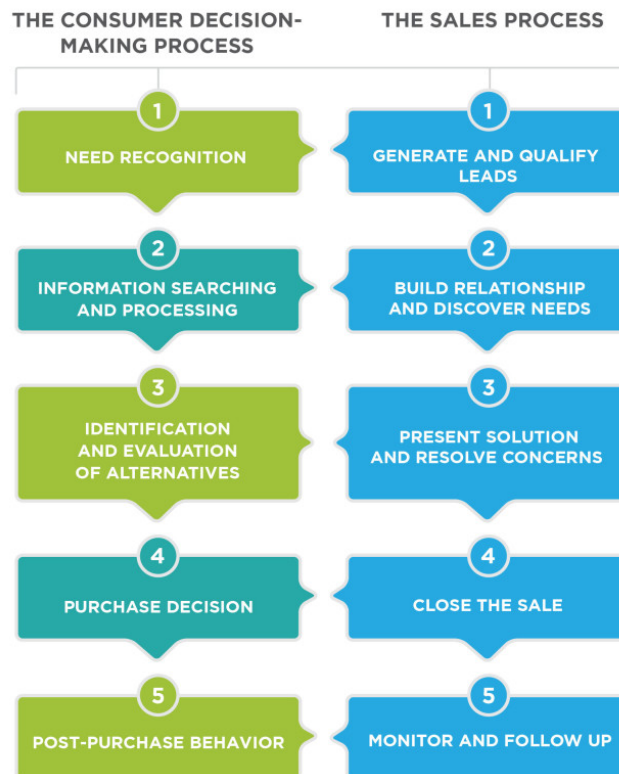 THE CONSUMER DECISION-
MAKING PROCESS
THE SALES PROCESS
1
NEED RECOGNITION
1
GENERATE AND QUALIFY
LEADS
2
INFORMATION SEARCHING
AND PROCESSING
2
BUILD RELATIONSHIP
AND DISCOVER NEEDS
3
IDENTIFICATION
AND EVALUATION
OF ALTERNATIVES
3
PRESENT SOLUTION
AND RESOLVE CONCERNS
4
PURCHASE DECISION
4
CLOSE THE SALE
5
POST-PURCHASE BEHAVIOR
5
MONITOR AND FOLLOW UP